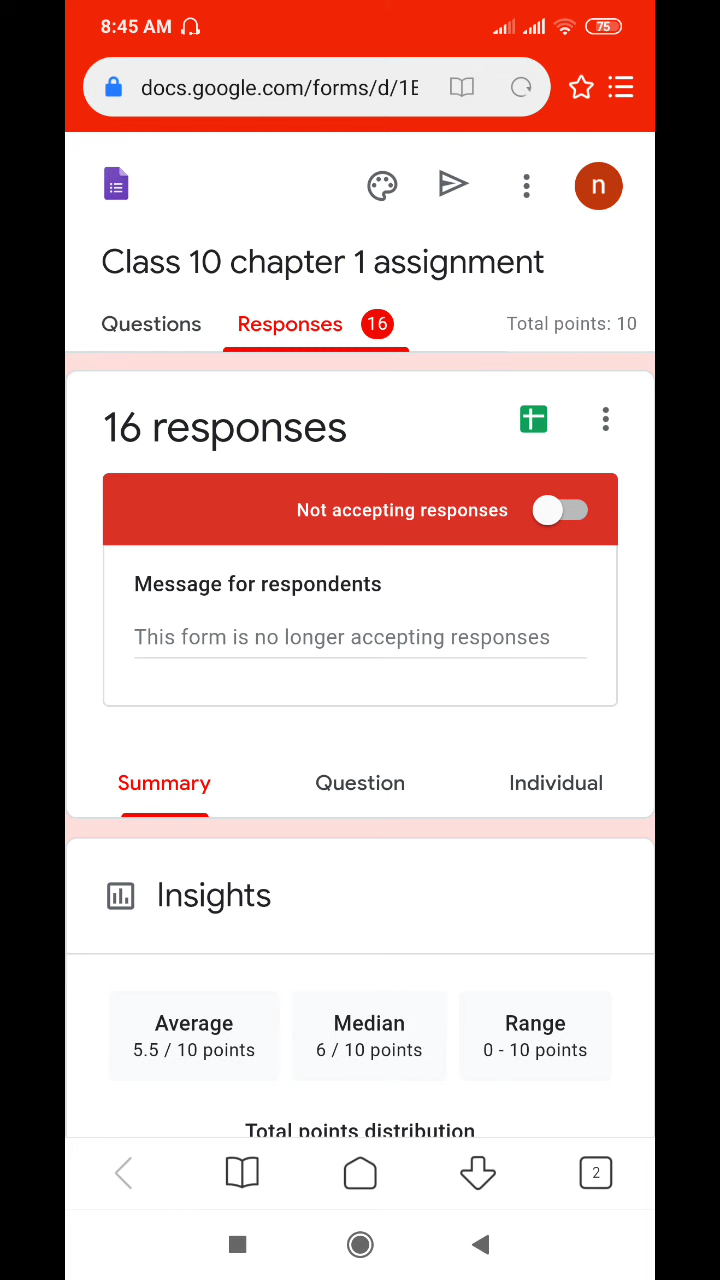 8:45 AM 75
docs.google.com/forms/d/1E
n
Class 10 chapter 1 assignment
Questions Responses 16 Total points: 10
16 responses
Not accepting responses
Message for respondents
This form is no longer accepting responses
Summary Question Individual
Insights
Average Median Range
5.5 / 10 points 6 / 10 points 0 - 10 points
Total points distribution
2